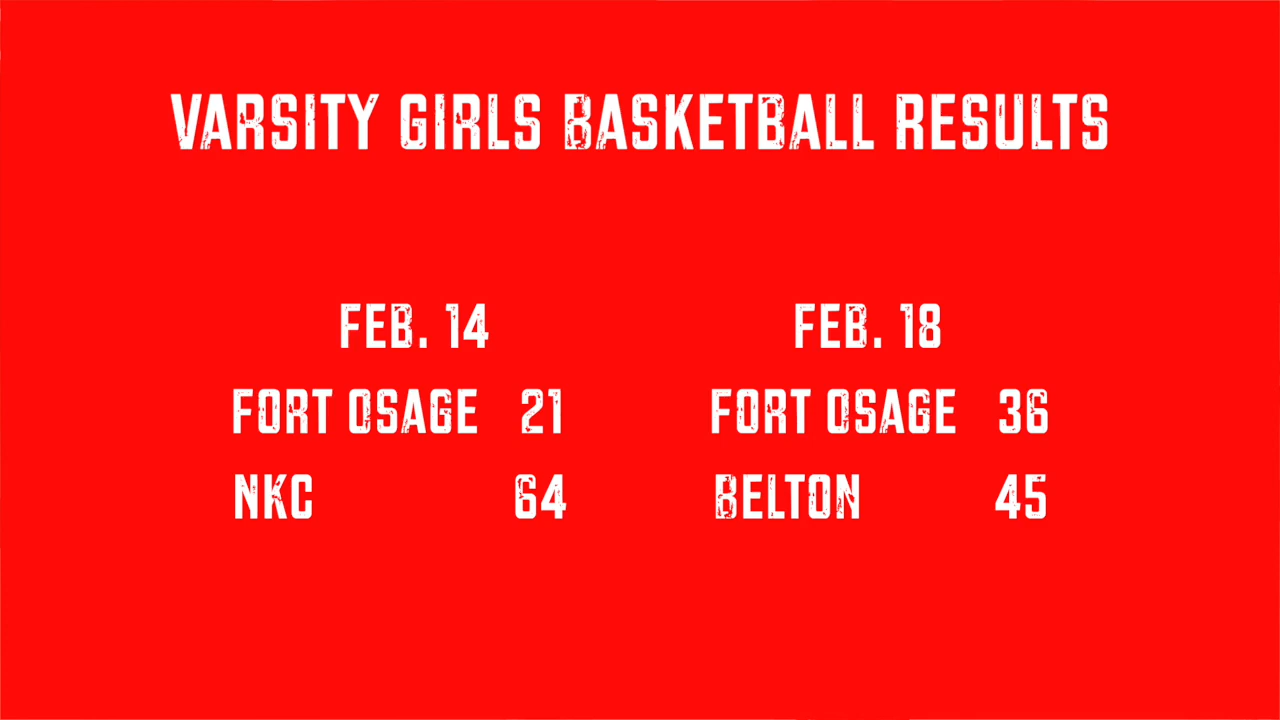 VARSITY GIRLS BASKETBALL RESULTS
FEB. 14
FORT OSAGE 21
NKC 64
FEB. 18
FORT OSAGE 36
BELTON 45